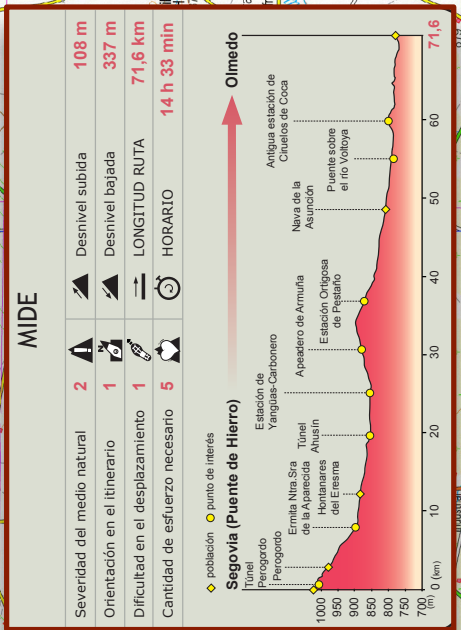 MIDE
Severidad del medio natural 2 Desnivel subida 108 m
Orientación en el itinerario 1 Desnivel bajada 337 m
Dificultad en el desplazamiento 1 LONGITUD RUTA 71,6 km
Cantidad de esfuerzo necesario 5 HORARIO 14 h 33 min
población punto de interés
Segovia (Puente de Hierro) Olmedo
Túnel
Perogordo
Perogordo
Ermita Ntra.Sra
de la Aparecida
Hontanares
del Eresma
Túnel
Ahusín
Estación de
Yangüas-Carbonero
Apeadero de Armuña
Estación Ortigosa
de Pestaño
Nava de la
Asunción
Puente sobre
el río Voltoya
Antigua estación de
Ciruelos de Coca
1000
950
900
850
800
750
700
(m)
0 (km) 10 20 30 40 50 60 71,6